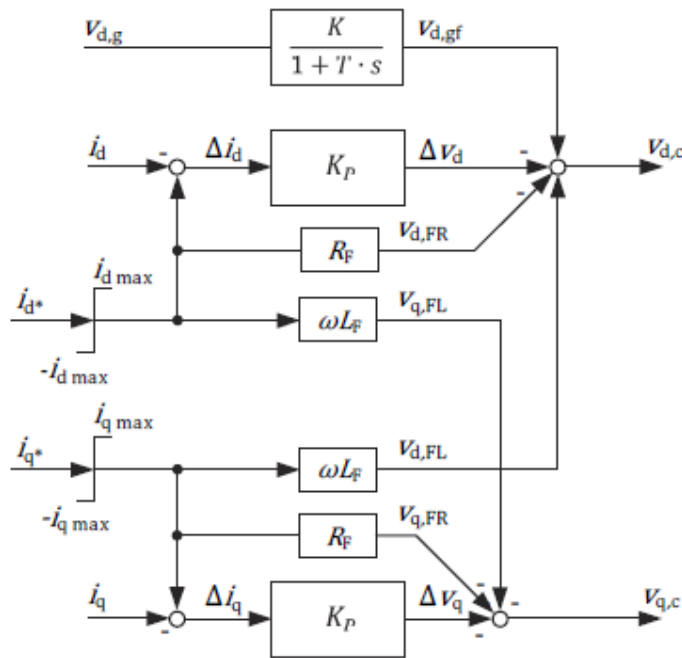 v_d,g
K
1 + T · s
v_d,gf
i_d
-
Δi_d
K_P
Δv_d
-
v_d,c
-
R_F
v_d,FR
i_d max
i_d*
ωL_F
v_q,FL
-i_d max
i_q max
i_q*
ωL_F
v_d,FL
-i_q max
R_F
v_q,FR
i_q
-
Δi_q
K_P
Δv_q
-
-
-
v_q,c